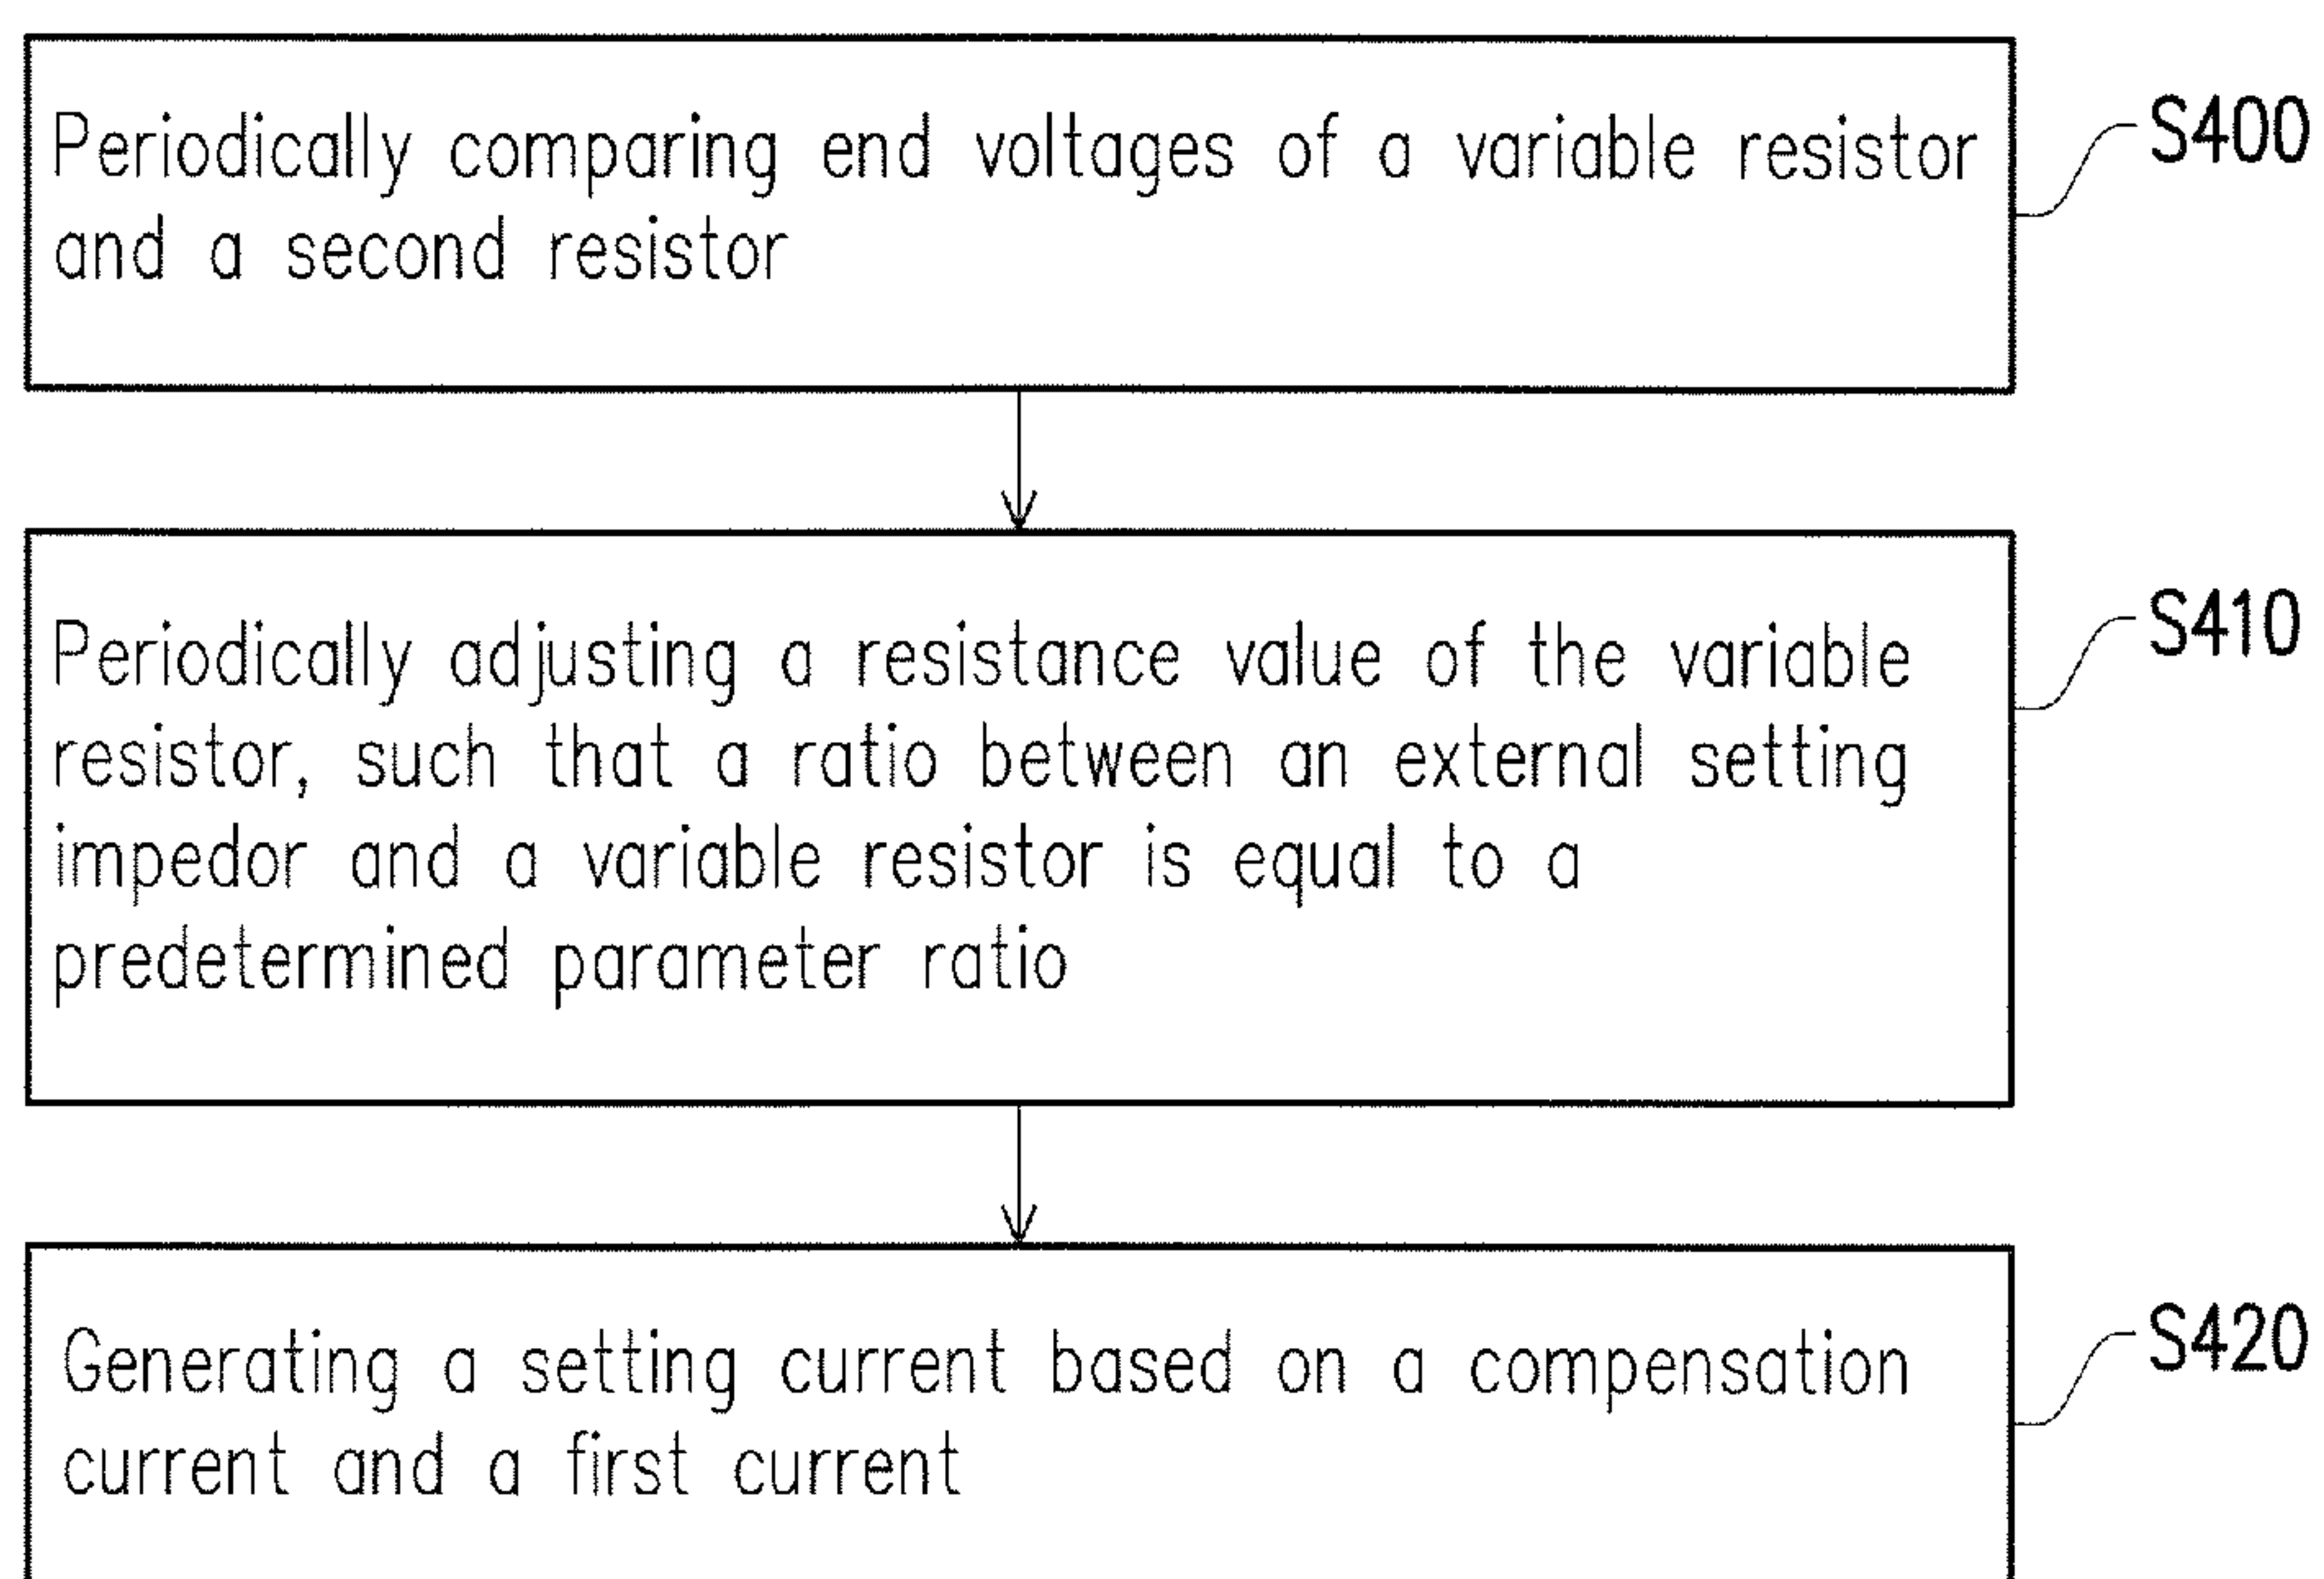 Periodically comparing end voltages of a variable resistor
and a second resistor
S400
Periodically adjusting a resistance value of the variable
resistor, such that a ratio between an external setting
impedor and a variable resistor is equal to a
predetermined parameter ratio
S410
Generating a setting current based on a compensation
current and a first current
S420